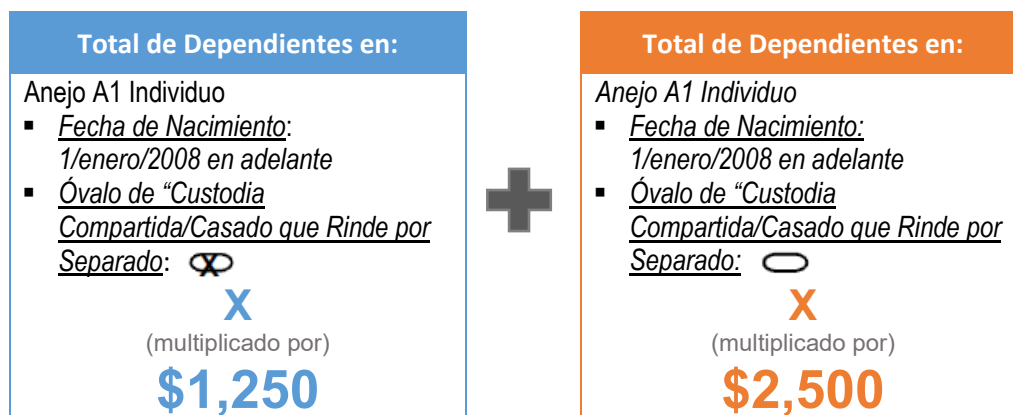 Total de Dependientes en:
Anejo A1 Individuo
▪ Fecha de Nacimiento:
1/enero/2008 en adelante
▪ Óvalo de “Custodia
Compartida/Casado que Rinde por
Separado:
X
X
(multiplicado por)
$1,250
Total de Dependientes en:
Anejo A1 Individuo
▪ Fecha de Nacimiento:
1/enero/2008 en adelante
▪ Óvalo de “Custodia
Compartida/Casado que Rinde por
Separado:
X
(multiplicado por)
$2,500